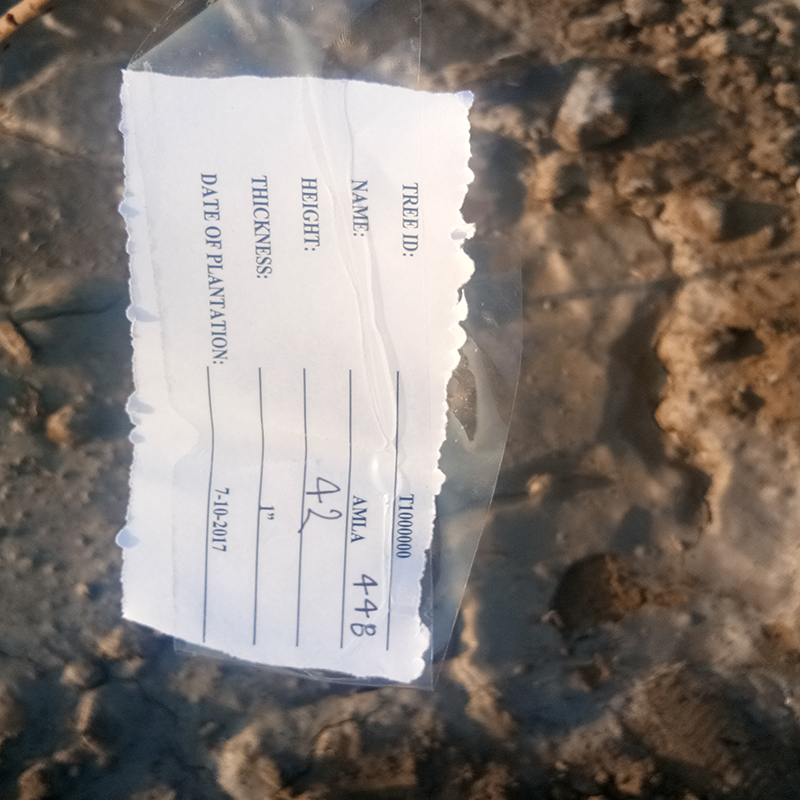 TREE ID: T1000000
NAME: AMLA 448
HEIGHT: 42
THICKNESS: 1"
DATE OF PLANTATION: 7-10-2017